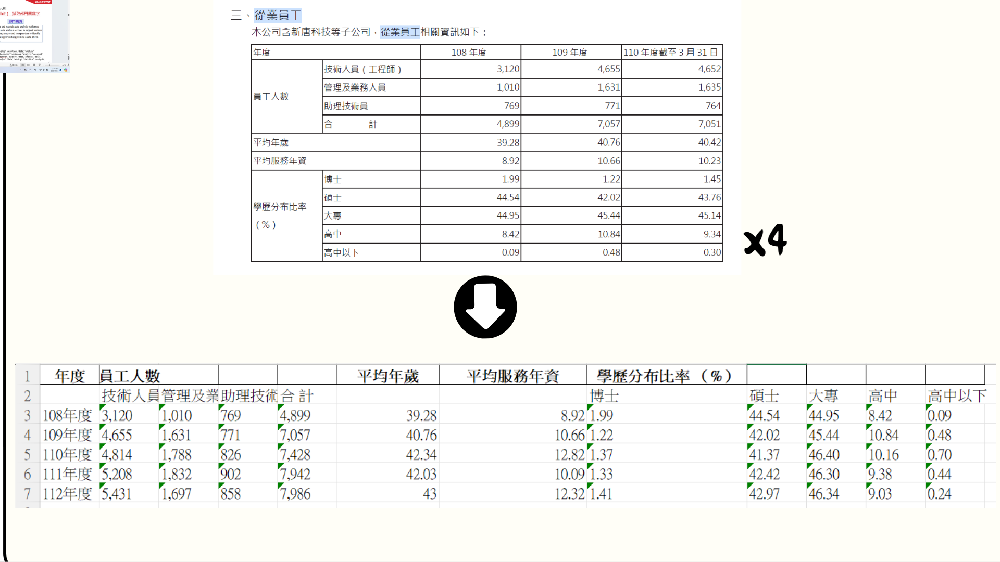 winbond
比對
lkit）- 擷取部門關鍵字
部門職責
三、從業員工
本公司含新唐科技等子公司，從業員工相關資訊如下：
年度 108 年度 109 年度 110 年度截至 3 月 31 日
員工人數 技術人員（工程師） 3,120 4,655 4,652
管理及業務人員 1,010 1,631 1,635
助理技術員 769 771 764
合 計 4,899 7,057 7,051
平均年歲 39.28 40.76 40.42
平均服務年資 8.92 10.66 10.23
學歷分布比率（%） 博士 1.99 1.22 1.45
碩士 44.54 42.02 43.76
大專 44.95 45.44 45.14
高中 8.42 10.84 9.34
高中以下 0.09 0.48 0.30
x4
1 年度 員工人數 平均年歲 平均服務年資 學歷分布比率（%）
2 技術人員 管理及業 助理技術 合 計 博士 碩士 大專 高中 高中以下
3 108年度 3,120 1,010 769 4,899 39.28 8.92 1.99 44.54 44.95 8.42 0.09
4 109年度 4,655 1,631 771 7,057 40.76 10.66 1.22 42.02 45.44 10.84 0.48
5 110年度 4,814 1,788 826 7,428 42.34 12.82 1.37 41.37 46.40 10.16 0.70
6 111年度 5,208 1,832 902 7,942 42.03 10.09 1.33 42.42 46.30 9.38 0.44
7 112年度 5,431 1,697 858 7,986 43 12.32 1.41 42.97 46.34 9.03 0.24